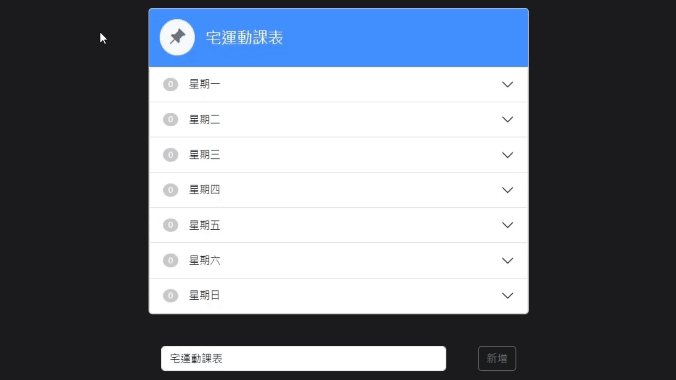 宅運動課表
0 星期一
0 星期二
0 星期三
0 星期四
0 星期五
0 星期六
0 星期日
宅運動課表 新增